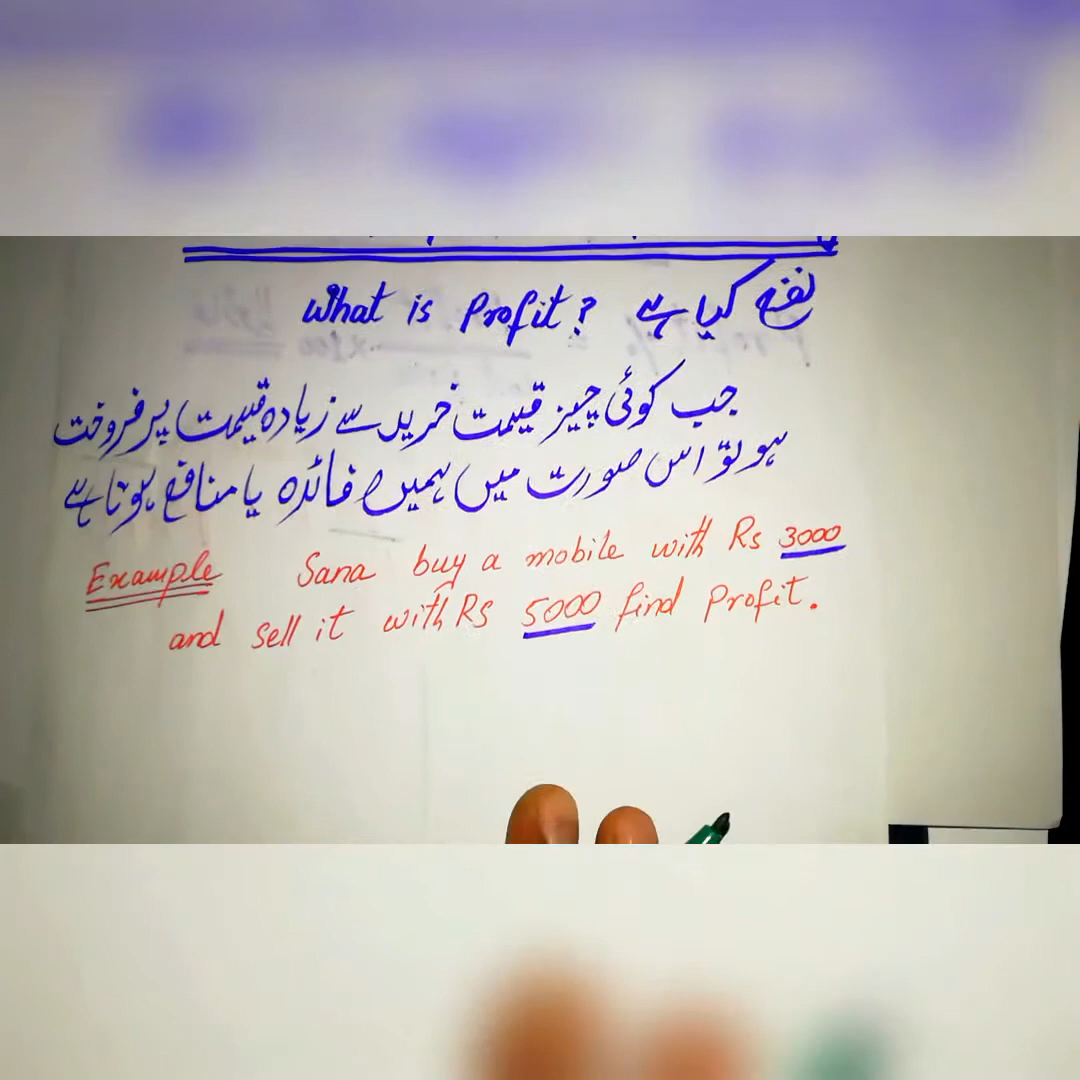 What is Profit? نفع کیا ہے
جب کوئی چیز قیمت خرید سے زیادہ قیمت پر فروخت
ہو تو اس صورت میں ہمیں فائدہ یا منافع ہوتا ہے
Example Sana buy a mobile with Rs 3000
and sell it with Rs 5000 find Profit.